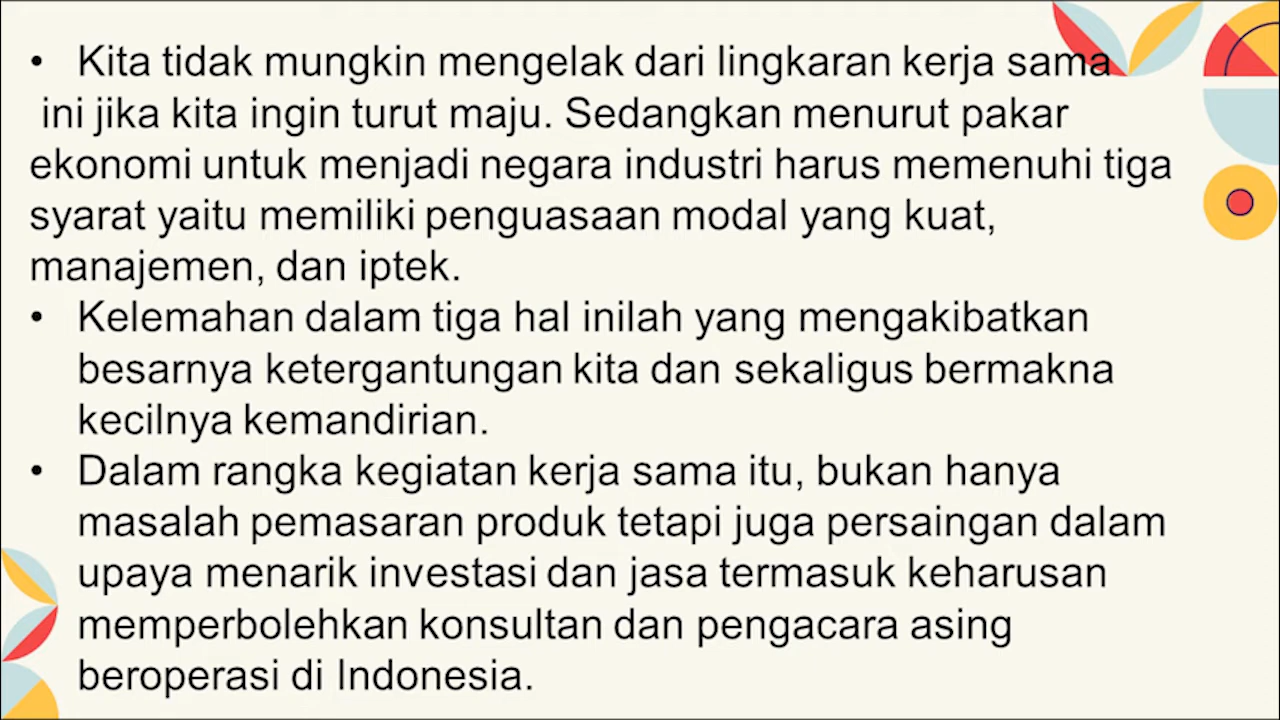 • Kita tidak mungkin mengelak dari lingkaran kerja sama
ini jika kita ingin turut maju. Sedangkan menurut pakar
ekonomi untuk menjadi negara industri harus memenuhi tiga
syarat yaitu memiliki penguasaan modal yang kuat,
manajemen, dan iptek.
• Kelemahan dalam tiga hal inilah yang mengakibatkan
besarnya ketergantungan kita dan sekaligus bermakna
kecilnya kemandirian.
• Dalam rangka kegiatan kerja sama itu, bukan hanya
masalah pemasaran produk tetapi juga persaingan dalam
upaya menarik investasi dan jasa termasuk keharusan
memperbolehkan konsultan dan pengacara asing
beroperasi di Indonesia.